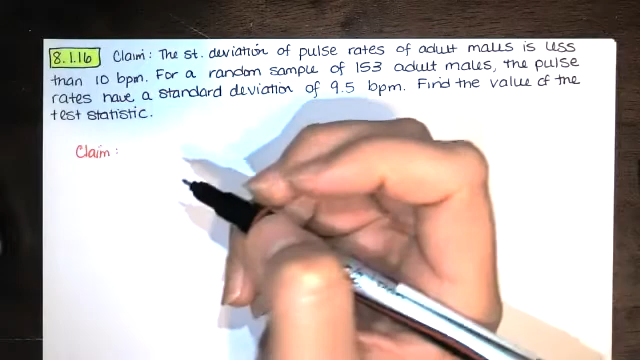 8.1.16 Claim: The st. deviation of pulse rates of adult males is less
than 10 bpm. For a random sample of 153 adult males, the pulse
rates have a standard deviation of 9.5 bpm. Find the value of the
test statistic.
Claim: